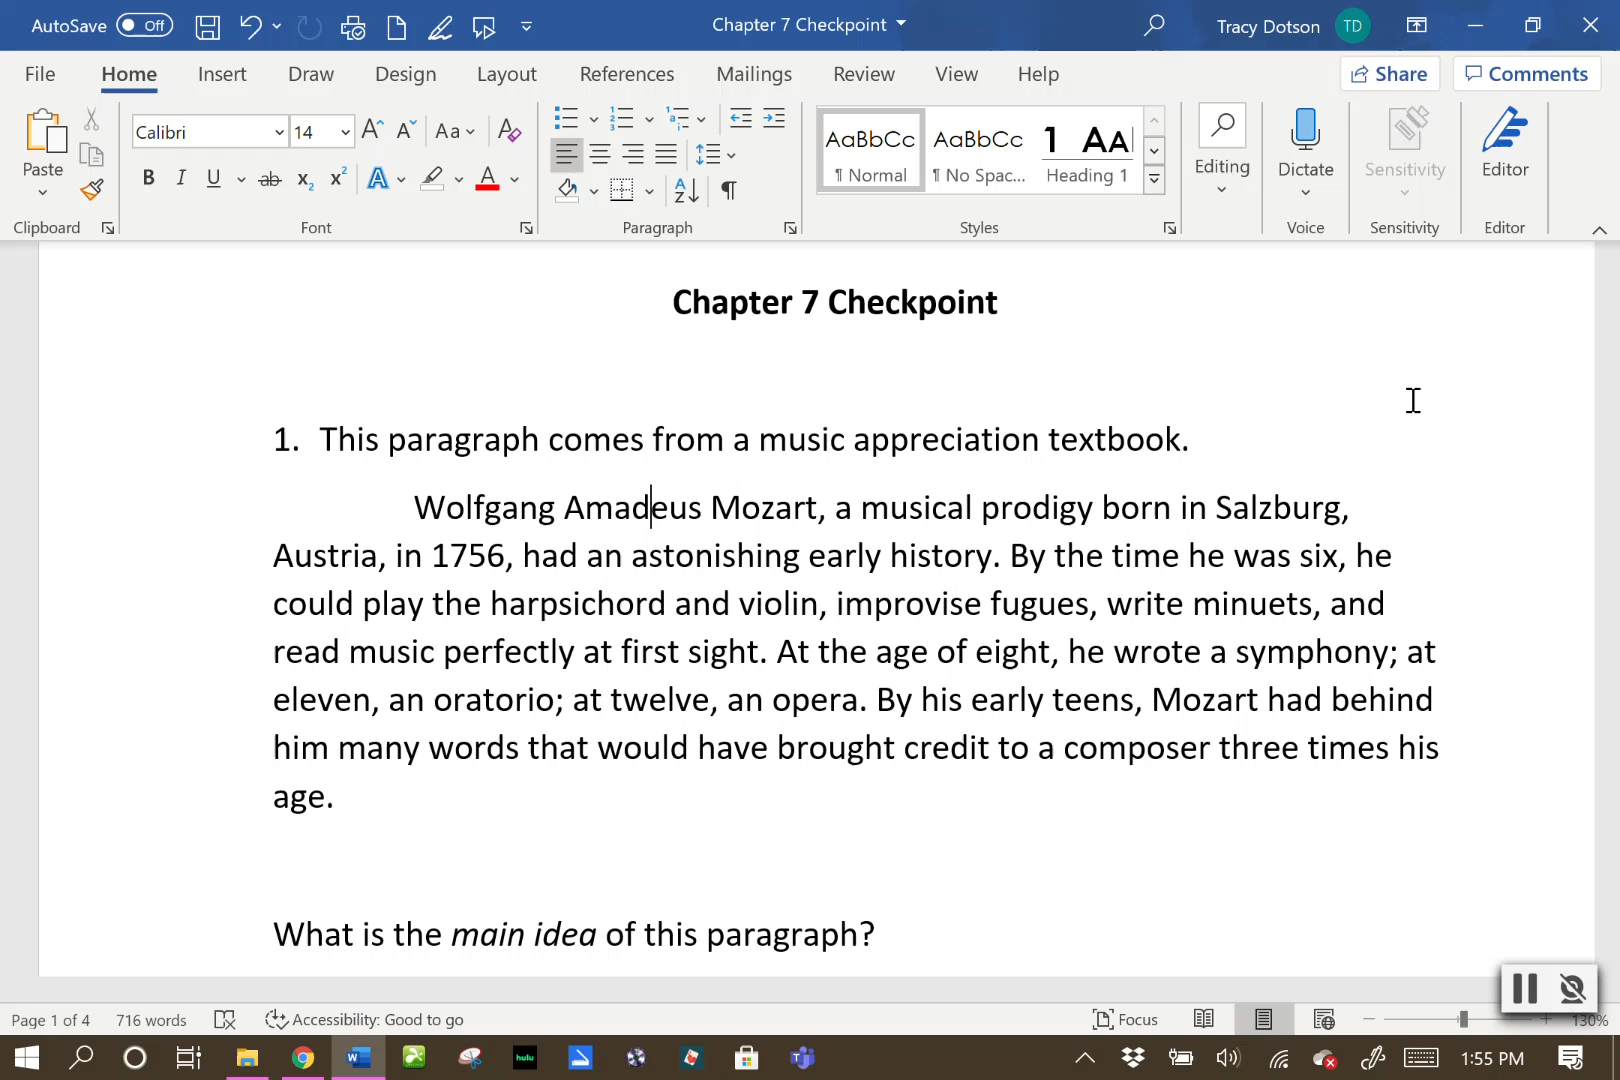 AutoSave Off Chapter 7 Checkpoint Tracy Dotson TD
File Home Insert Draw Design Layout References Mailings Review View Help Share Comments
Paste Calibri 14 Aa AaBbCc AaBbCc 1 AA Editing Dictate Sensitivity Editor
B I U ab x2 x2 A A A Z ¶ ¶ Normal ¶ No Spac... Heading 1
Clipboard Font Paragraph Styles Voice Sensitivity Editor
Chapter 7 Checkpoint
1. This paragraph comes from a music appreciation textbook.
Wolfgang Amadeus Mozart, a musical prodigy born in Salzburg,
Austria, in 1756, had an astonishing early history. By the time he was six, he
could play the harpsichord and violin, improvise fugues, write minuets, and
read music perfectly at first sight. At the age of eight, he wrote a symphony; at
eleven, an oratorio; at twelve, an opera. By his early teens, Mozart had behind
him many words that would have brought credit to a composer three times his
age.
What is the main idea of this paragraph?
Page 1 of 4 716 words Accessibility: Good to go Focus 130%
hulu 1:55 PM